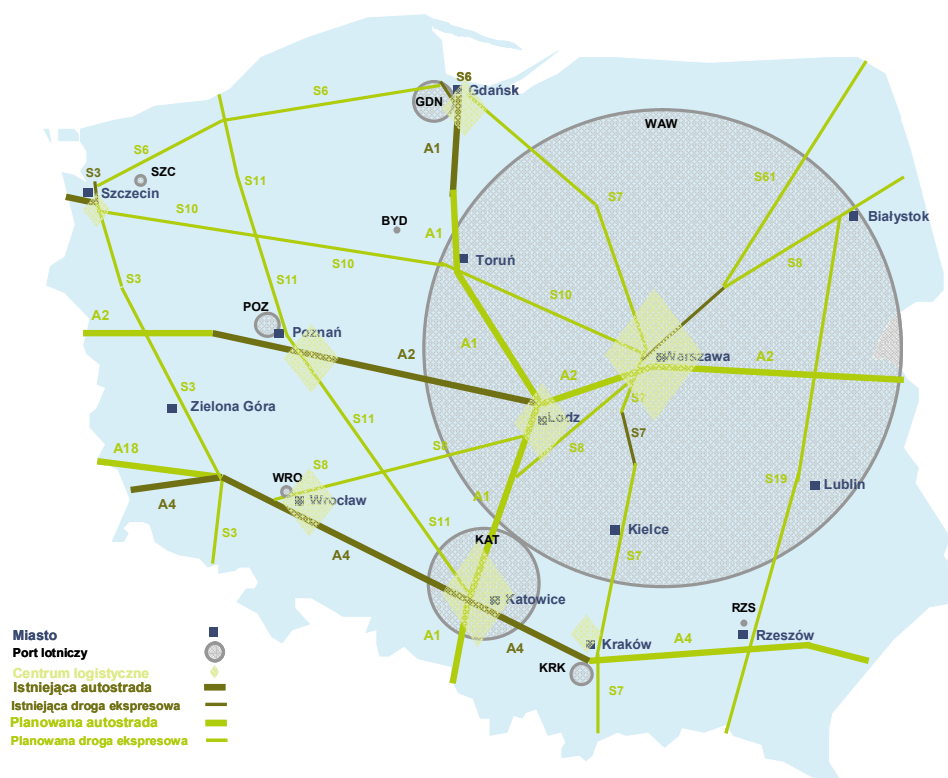 S6
Gdańsk
S6
GDN
WAW
A1
S6
SZC
S3
S61
Szczecin
S11
S7
S10
BYD
Białystok
A1
Toruń
S10
S8
S3
S11
S10
POZ
A2
Poznań
A1
A2
Warszawa
A2
A2
S3
S7
Zielona Góra
S11
Lodz
S7
A18
S8
S8
S8
WRO
S19
Lublin
A4
Wrocław
A1
S11
Kielce
S3
KAT
A4
S7
Katowice
RZS
Miasto
A1
A4
Kraków
A4
Rzeszów
Port lotniczy
KRK
Centrum logistyczne
Istniejąca autostrada
S7
Istniejąca droga ekspresowa
Planowana autostrada
Planowana droga ekspresowa